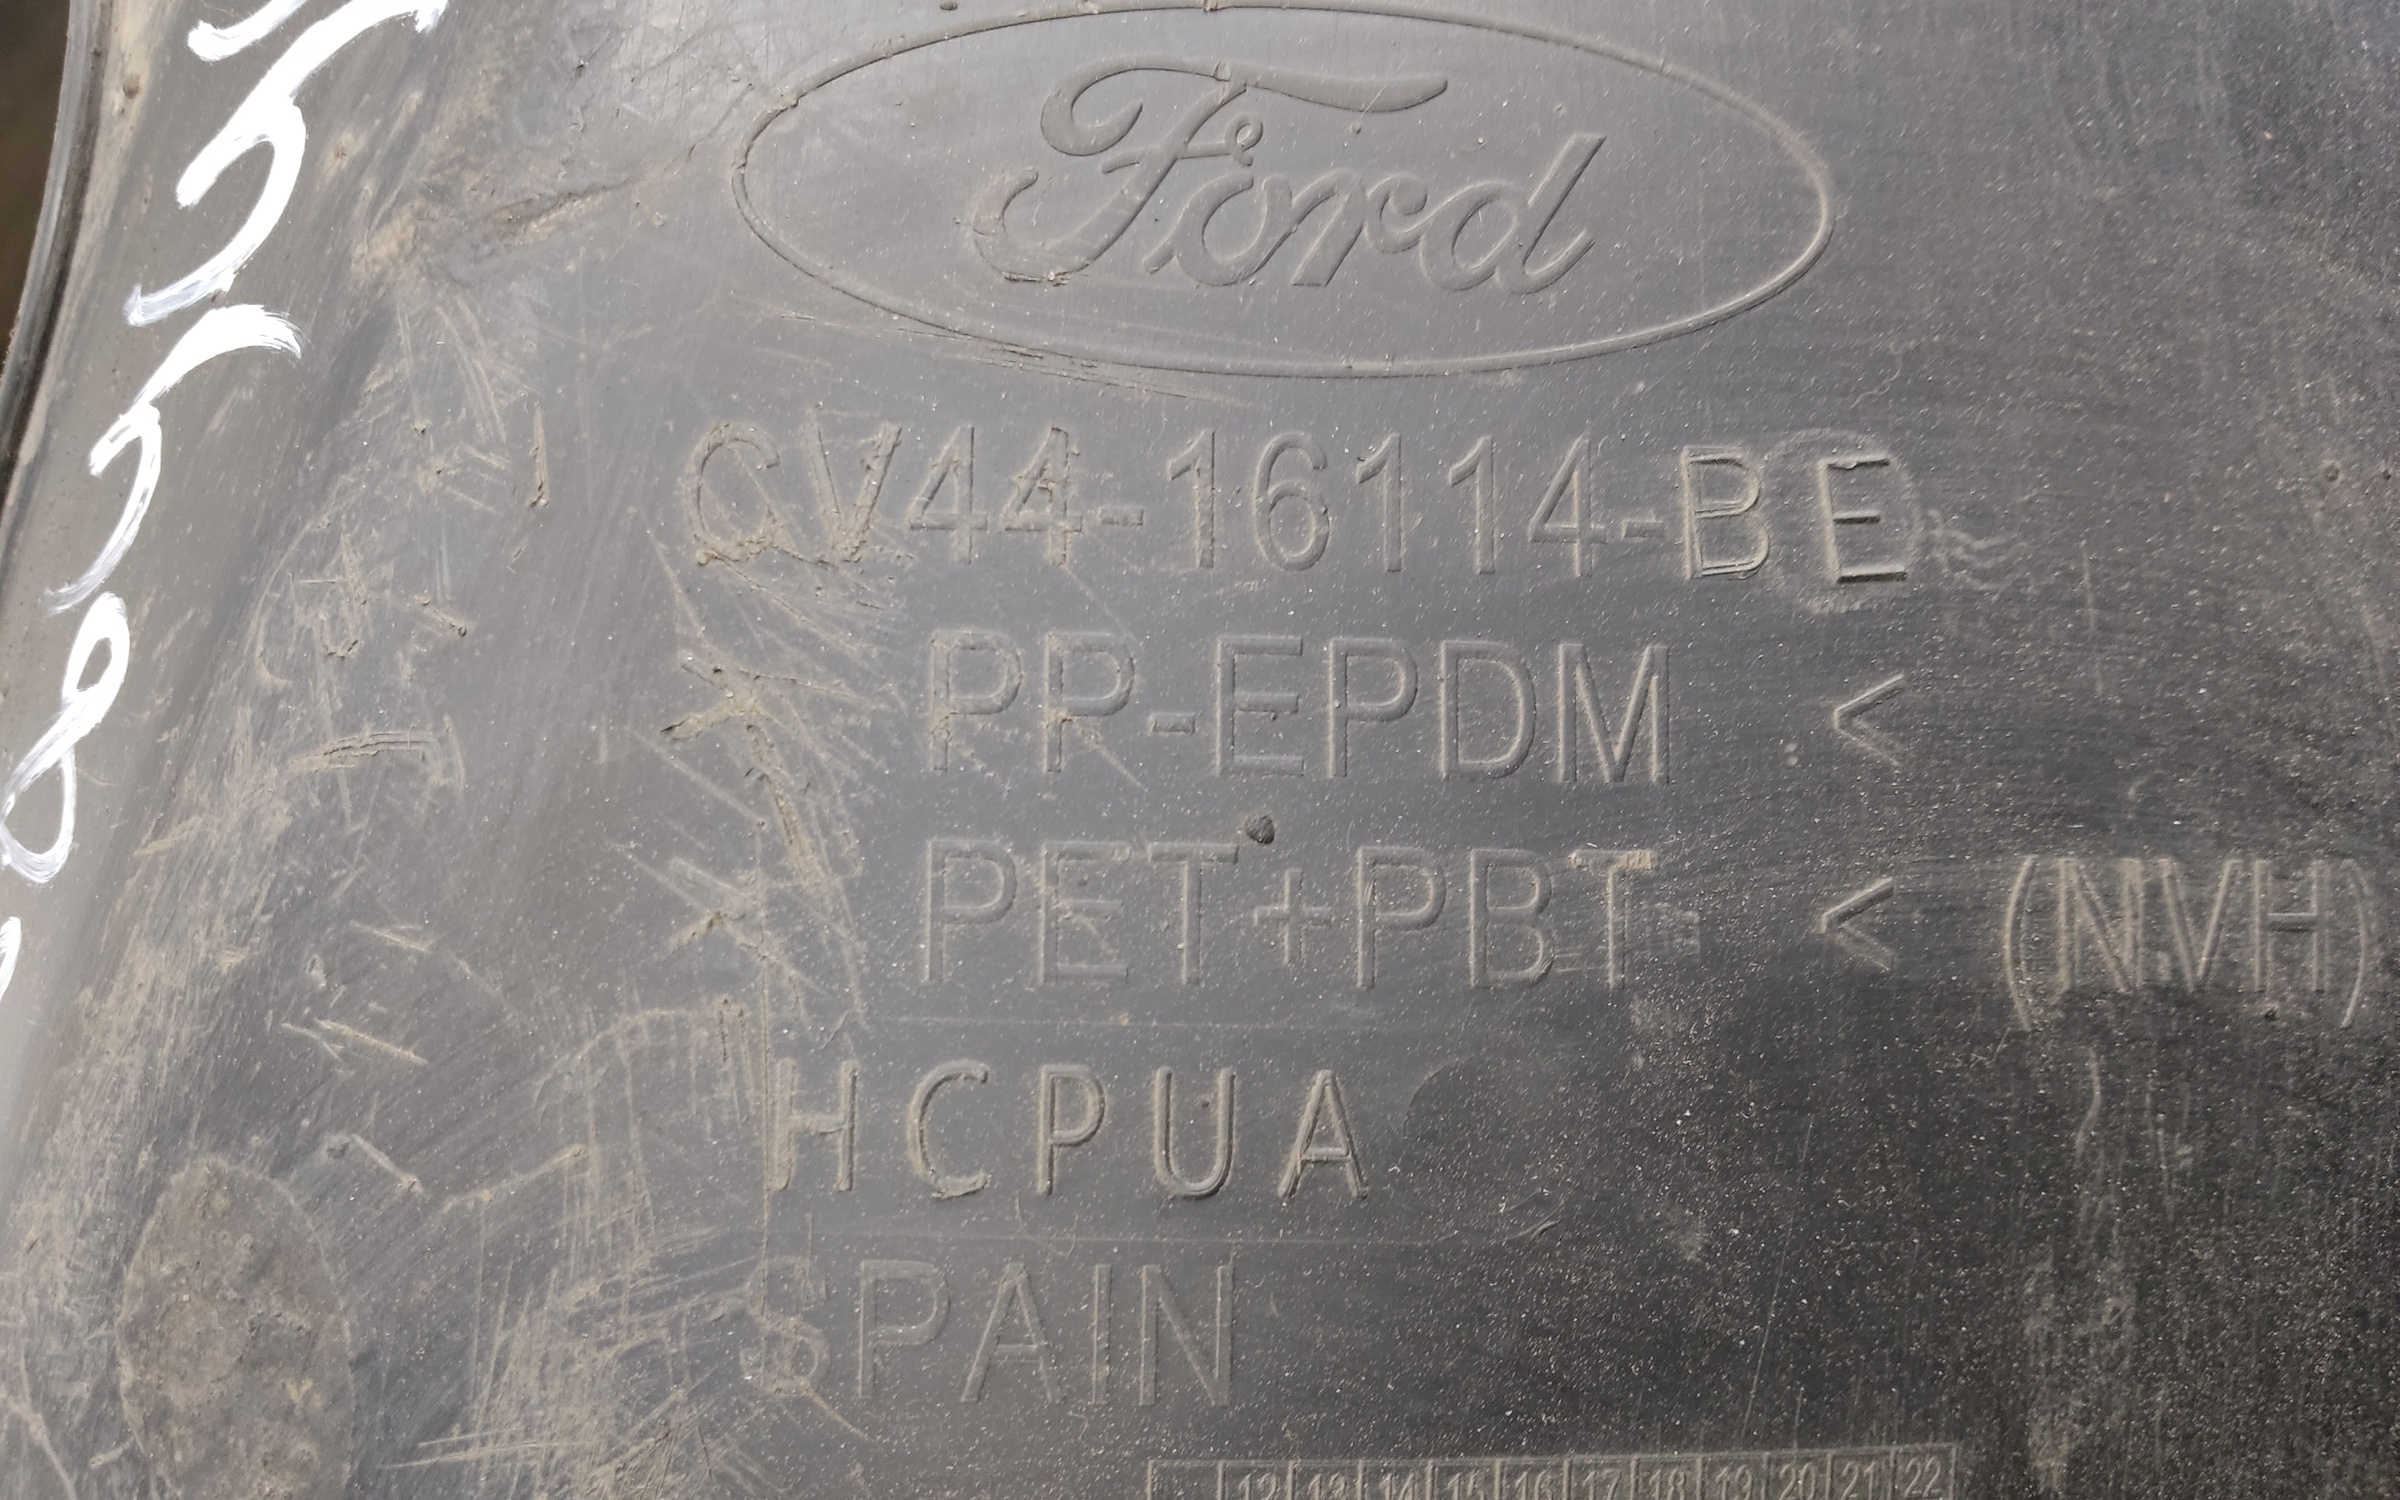 Ford
CV44-16114-BE
> PP-EPDM <
> PET+PBT < (NVH)
HCPUA
SPAIN
12 13 14 15 16 17 18 19 20 21 22